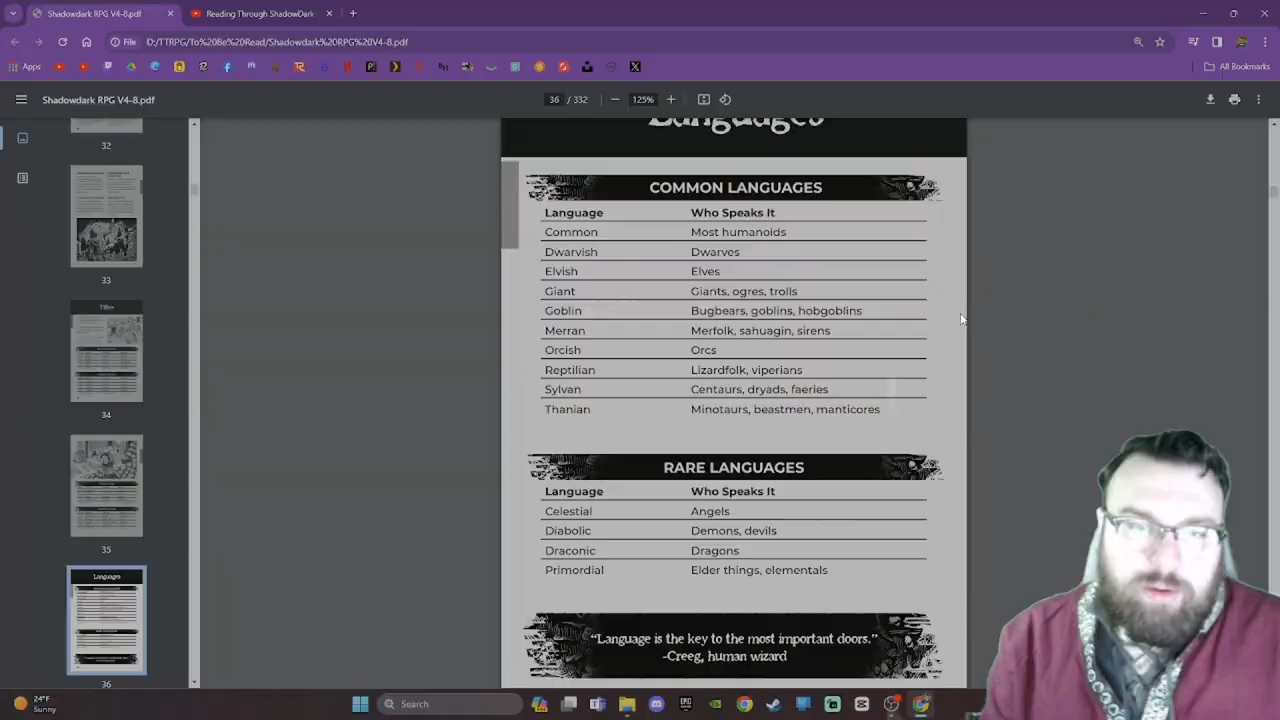 Shadowdark RPG V4-8.pdf
Reading Through ShadowDark
File
D:/TTRPG/To%20Be%20Read/Shadowdark%20RPG%20V4-8.pdf
Apps
All Bookmarks
Shadowdark RPG V4-8.pdf
36 / 332
125%
32
33
Titles
34
35
Languages
36
Languages
COMMON LANGUAGES
Language Who Speaks It
Common Most humanoids
Dwarvish Dwarves
Elvish Elves
Giant Giants, ogres, trolls
Goblin Bugbears, goblins, hobgoblins
Merran Merfolk, sahuagin, sirens
Orcish Orcs
Reptilian Lizardfolk, viperians
Sylvan Centaurs, dryads, faeries
Thanian Minotaurs, beastmen, manticores
RARE LANGUAGES
Language Who Speaks It
Celestial Angels
Diabolic Demons, devils
Draconic Dragons
Primordial Elder things, elementals
“Language is the key to the most important doors.”
-Creeg, human wizard
24°F
Sunny
Search